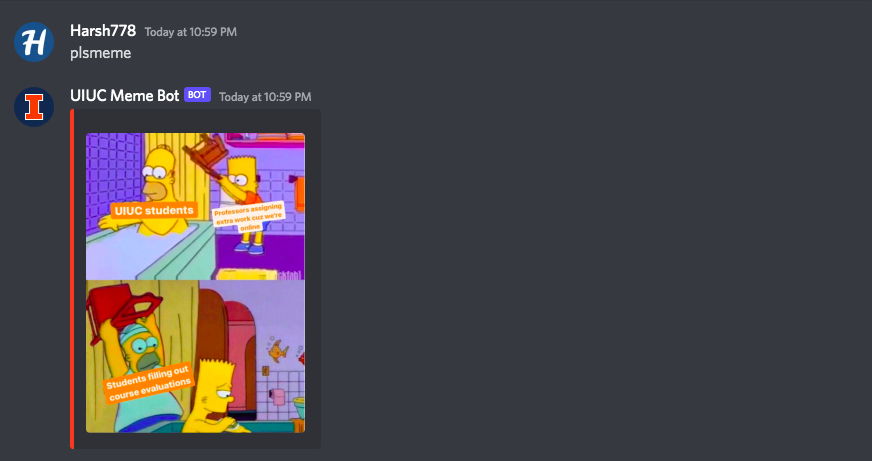 H
Harsh778 Today at 10:59 PM
plsmeme
I
UIUC Meme Bot BOT Today at 10:59 PM
UIUC students
Professors assigning
extra work cuz we're
online
Students filling out
course evaluations